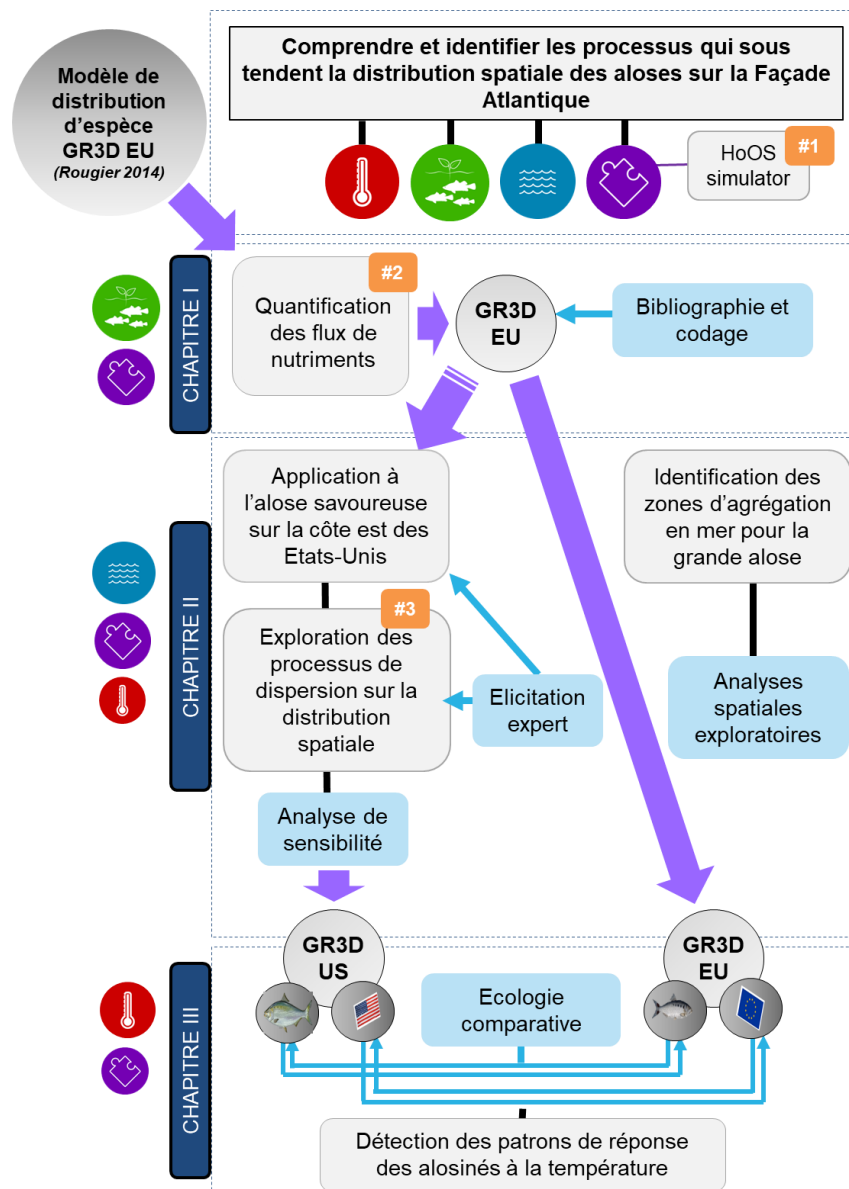 Comprendre et identifier les processus qui sous
tendent la distribution spatiale des aloses sur la Façade
Atlantique
Modèle de
distribution
d'espèce
GR3D EU
(Rougier 2014)
#1
HoOS
simulator
CHAPITRE I
#2
Quantification
des flux de
nutriments
GR3D
EU
Bibliographie et
codage
CHAPITRE II
Application à
l'alose savoureuse
sur la côte est des
Etats-Unis
Identification des
zones d'agrégation
en mer pour la
grande alose
#3
Exploration des
processus de
dispersion sur la
distribution
spatiale
Elicitation
expert
Analyses
spatiales
exploratoires
Analyse de
sensibilité
CHAPITRE III
GR3D
US
GR3D
EU
Ecologie
comparative
Détection des patrons de réponse
des alosinés à la température